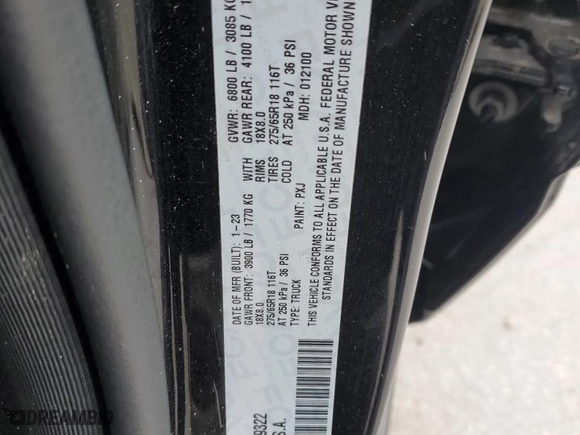 DATE OF MFR (BUILT): 1-23 GVWR: 6800 LB / 3085 KG
GAWR FRONT: 3900 LB / 1770 KG WITH GAWR REAR: 4100 LB / 1
18X8.0 RIMS 18X8.0
275/65R18 116T TIRES 275/65R18 116T
AT 250 kPa / 36 PSI COLD AT 250 kPa / 36 PSI
TYPE: TRUCK PAINT: PXJ MDH: 012100
THIS VEHICLE CONFORMS TO ALL APPLICABLE U.S.A. FEDERAL MOTOR VE
STANDARDS IN EFFECT ON THE DATE OF MANUFACTURE SHOWN
9322
S.A.
DREAMBID